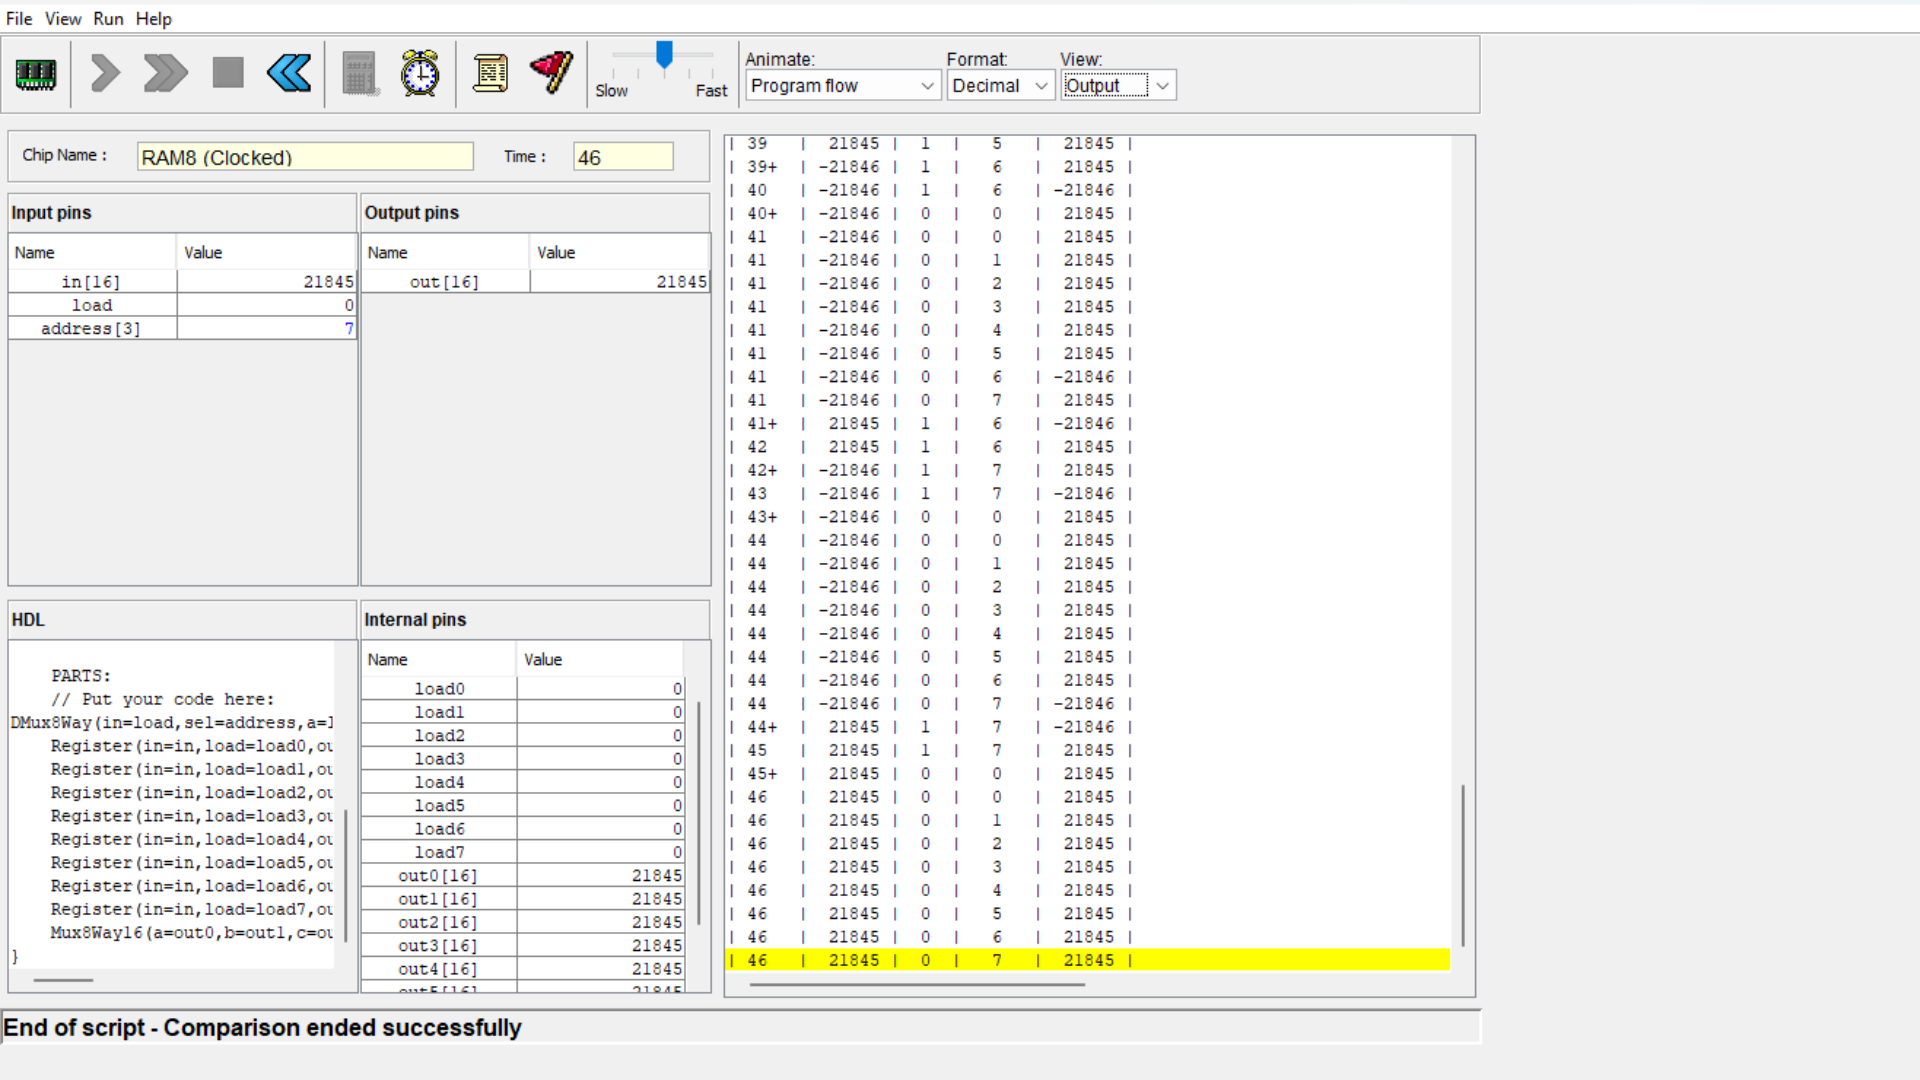 File View Run Help
Animate: Format: View:
Slow Fast Program flow Decimal Output
Chip Name : RAM8 (Clocked) Time : 46
Input pins
Name Value
in[16] 21845
load 0
address[3] 7
Output pins
Name Value
out[16] 21845
HDL
PARTS:
// Put your code here:
DMux8Way(in=load,sel=address,a=l
Register(in=in,load=load0,ou
Register(in=in,load=load1,ou
Register(in=in,load=load2,ou
Register(in=in,load=load3,ou
Register(in=in,load=load4,ou
Register(in=in,load=load5,ou
Register(in=in,load=load6,ou
Register(in=in,load=load7,ou
Mux8Way16(a=out0,b=out1,c=ou
}
Internal pins
Name Value
load0 0
load1 0
load2 0
load3 0
load4 0
load5 0
load6 0
load7 0
out0[16] 21845
out1[16] 21845
out2[16] 21845
out3[16] 21845
out4[16] 21845
out5[16] 21845
| 39 | 21845 | 1 | 5 | 21845 |
| 39+ | -21846 | 1 | 6 | 21845 |
| 40 | -21846 | 1 | 6 | -21846 |
| 40+ | -21846 | 0 | 0 | 21845 |
| 41 | -21846 | 0 | 0 | 21845 |
| 41 | -21846 | 0 | 1 | 21845 |
| 41 | -21846 | 0 | 2 | 21845 |
| 41 | -21846 | 0 | 3 | 21845 |
| 41 | -21846 | 0 | 4 | 21845 |
| 41 | -21846 | 0 | 5 | 21845 |
| 41 | -21846 | 0 | 6 | -21846 |
| 41 | -21846 | 0 | 7 | 21845 |
| 41+ | 21845 | 1 | 6 | -21846 |
| 42 | 21845 | 1 | 6 | 21845 |
| 42+ | -21846 | 1 | 7 | 21845 |
| 43 | -21846 | 1 | 7 | -21846 |
| 43+ | -21846 | 0 | 0 | 21845 |
| 44 | -21846 | 0 | 0 | 21845 |
| 44 | -21846 | 0 | 1 | 21845 |
| 44 | -21846 | 0 | 2 | 21845 |
| 44 | -21846 | 0 | 3 | 21845 |
| 44 | -21846 | 0 | 4 | 21845 |
| 44 | -21846 | 0 | 5 | 21845 |
| 44 | -21846 | 0 | 6 | 21845 |
| 44 | -21846 | 0 | 7 | -21846 |
| 44+ | 21845 | 1 | 7 | -21846 |
| 45 | 21845 | 1 | 7 | 21845 |
| 45+ | 21845 | 0 | 0 | 21845 |
| 46 | 21845 | 0 | 0 | 21845 |
| 46 | 21845 | 0 | 1 | 21845 |
| 46 | 21845 | 0 | 2 | 21845 |
| 46 | 21845 | 0 | 3 | 21845 |
| 46 | 21845 | 0 | 4 | 21845 |
| 46 | 21845 | 0 | 5 | 21845 |
| 46 | 21845 | 0 | 6 | 21845 |
| 46 | 21845 | 0 | 7 | 21845 |
End of script - Comparison ended successfully